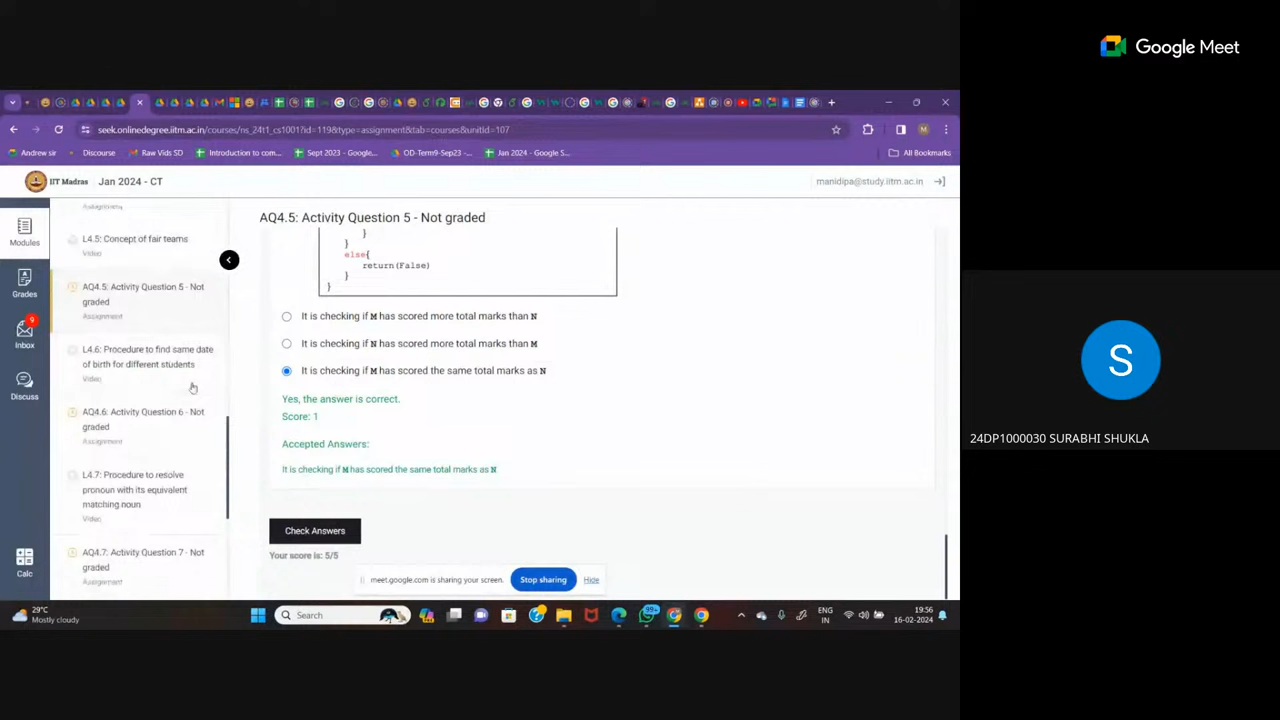 Google Meet
seek.onlinedegree.iitm.ac.in/courses/ns_24t1_cs1001?id=119&type=assignment&tab=courses&unitId=107
M
Andrew sir
Discourse
Raw Vids SD
Introduction to com...
Sept 2023 - Google...
OD-Term9-Sep23 -...
Jan 2024 - Google S...
All Bookmarks
IIT Madras
Jan 2024 - CT
manidipa@study.iitm.ac.in
Modules
Grades
9
Inbox
Discuss
Calc
Assignment
L4.5: Concept of fair teams
Video
AQ4.5: Activity Question 5 - Not
graded
Assignment
L4.6: Procedure to find same date
of birth for different students
Video
AQ4.6: Activity Question 6 - Not
graded
Assignment
L4.7: Procedure to resolve
pronoun with its equivalent
matching noun
Video
AQ4.7: Activity Question 7 - Not
graded
Assignment
AQ4.5: Activity Question 5 - Not graded
}
}
else{
return(False)
}
}
It is checking if M has scored more total marks than N
It is checking if N has scored more total marks than M
It is checking if M has scored the same total marks as N
Yes, the answer is correct.
Score: 1
Accepted Answers:
It is checking if M has scored the same total marks as N
Check Answers
Your score is: 5/5
meet.google.com is sharing your screen.
Stop sharing
Hide
S
24DP1000030 SURABHI SHUKLA
29°C
Mostly cloudy
Search
99+
ENG
IN
19:56
16-02-2024